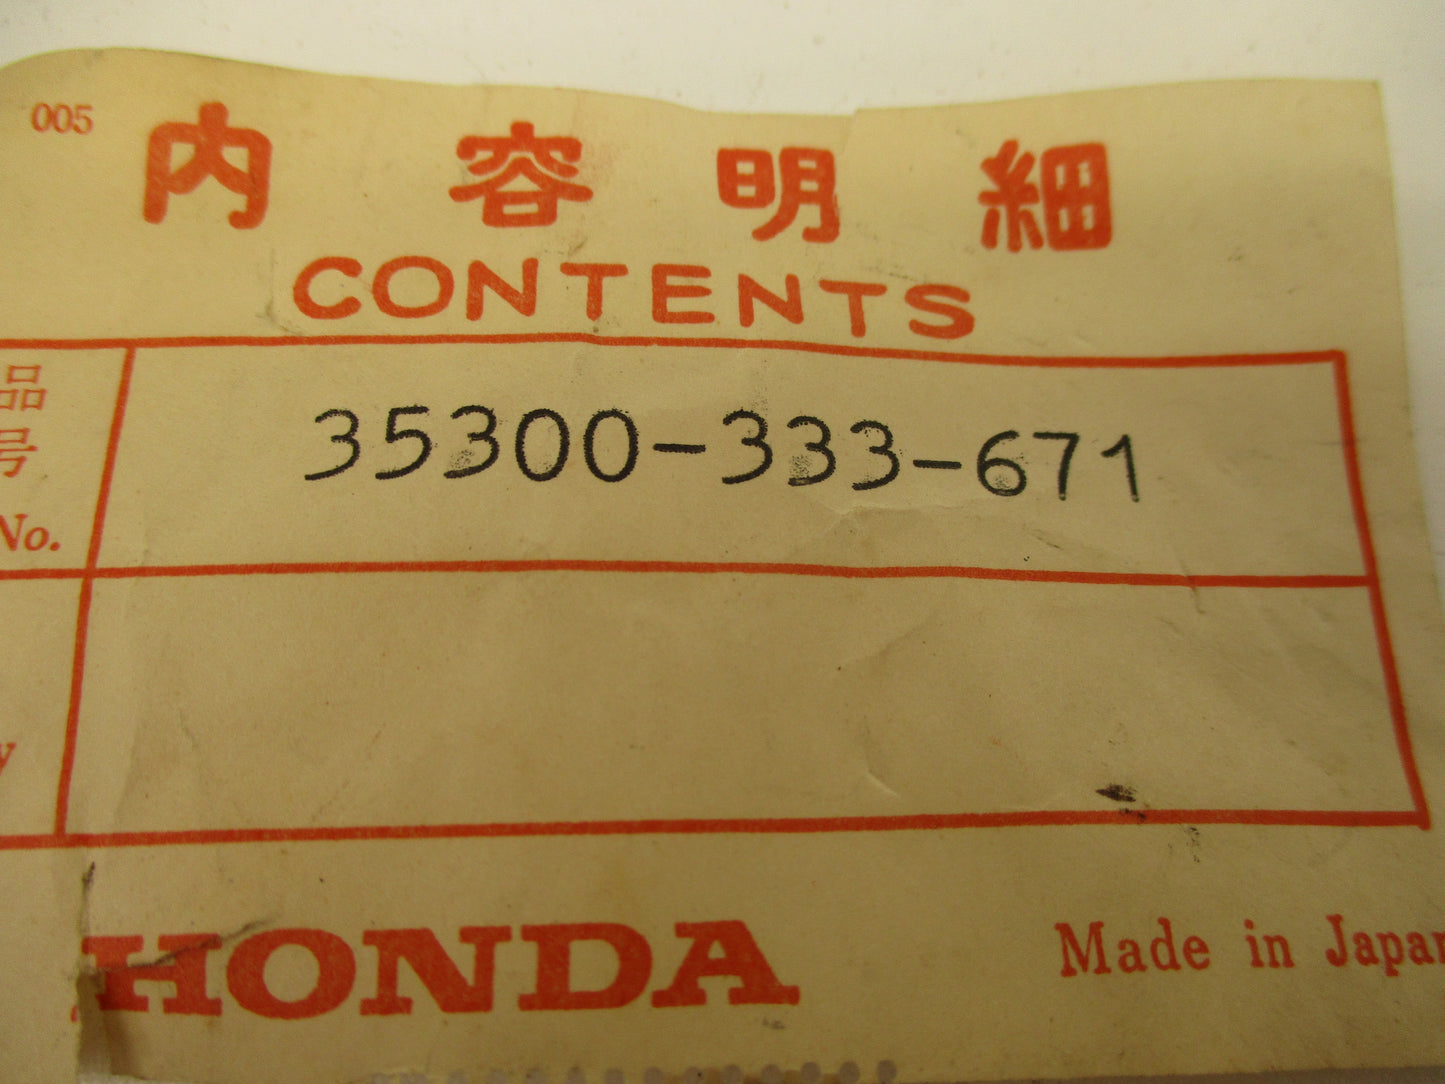 005
内容明細
CONTENTS
品
号
No.
35300-333-671
y
HONDA
Made in Japan